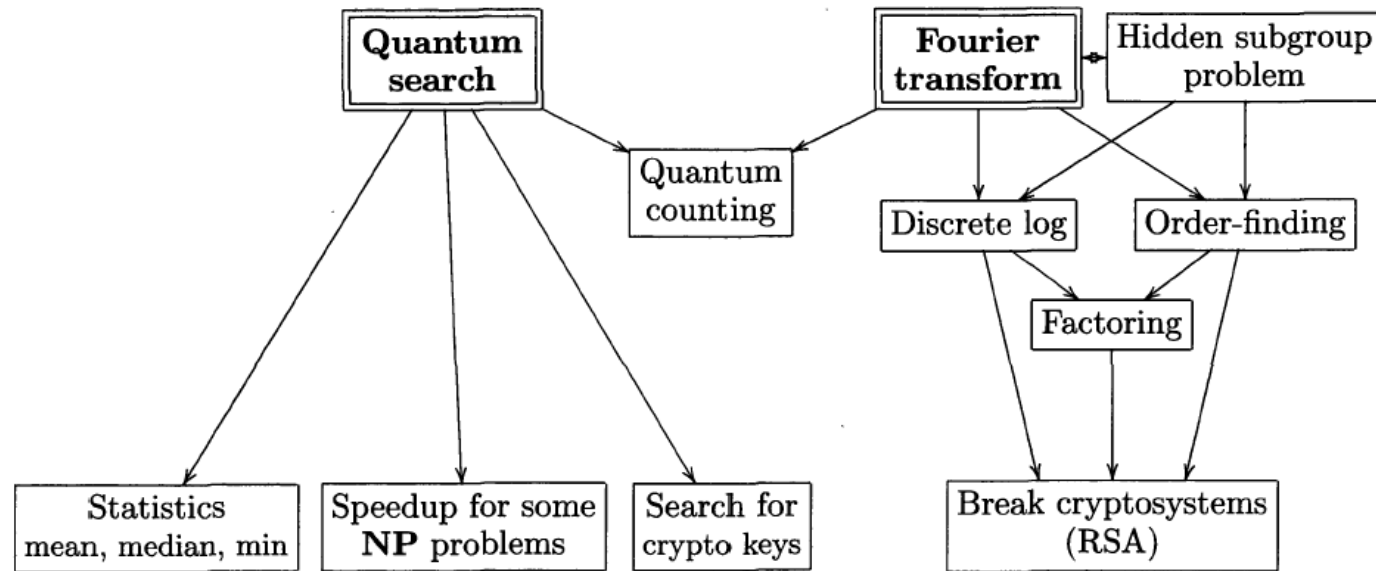 Quantum
search
Fourier
transform
Hidden subgroup
problem
Quantum
counting
Discrete log
Order-finding
Factoring
Statistics
mean, median, min
Speedup for some
NP problems
Search for
crypto keys
Break cryptosystems
(RSA)